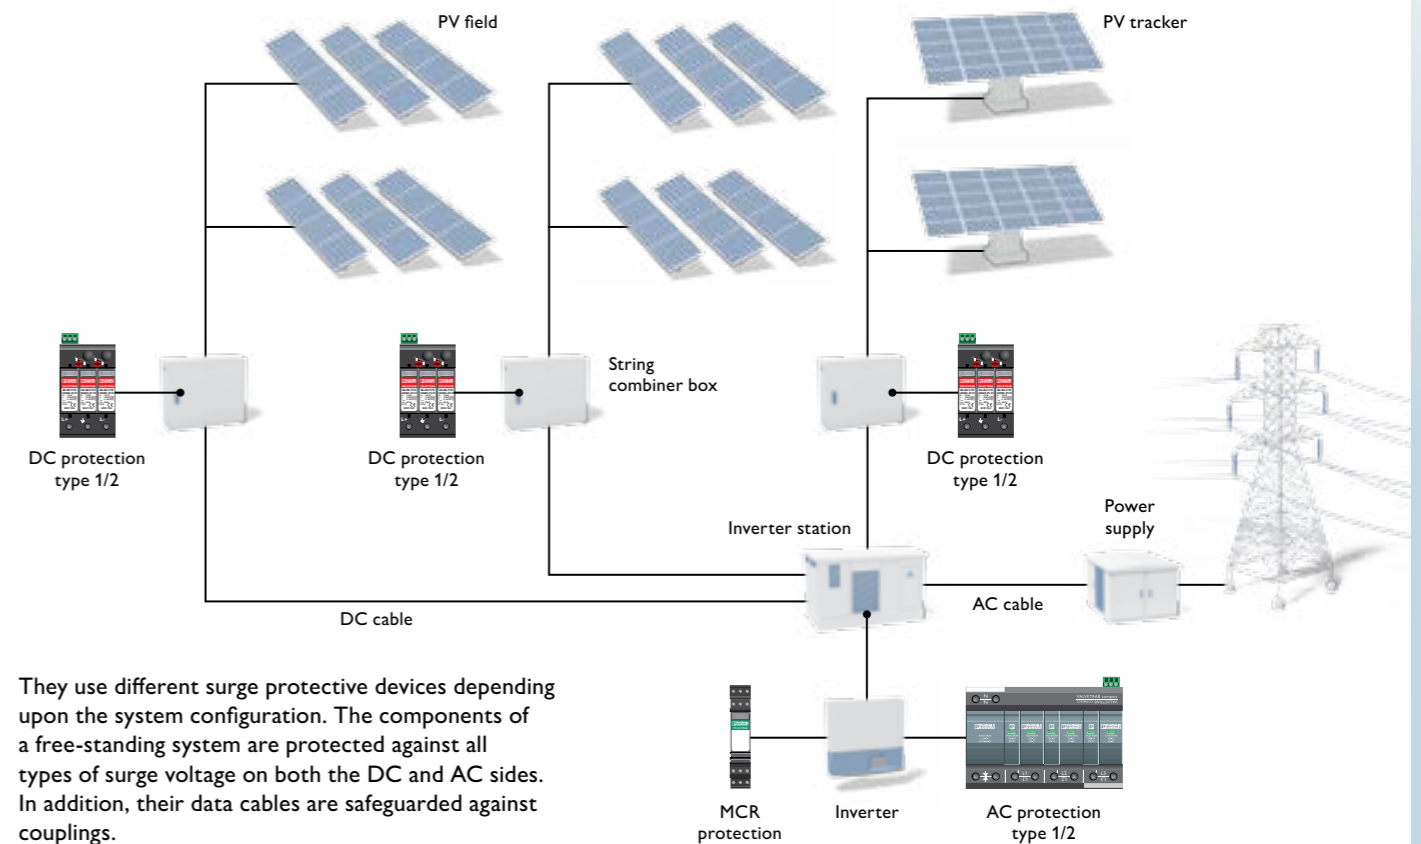 PV field
PV tracker
String
combiner box
DC protection
type 1/2
DC protection
type 1/2
DC protection
type 1/2
Inverter station
Power
supply
DC cable
AC cable
They use different surge protective devices depending
upon the system configuration. The components of
a free-standing system are protected against all
types of surge voltage on both the DC and AC sides.
In addition, their data cables are safeguarded against
couplings.
MCR
protection
Inverter
AC protection
type 1/2